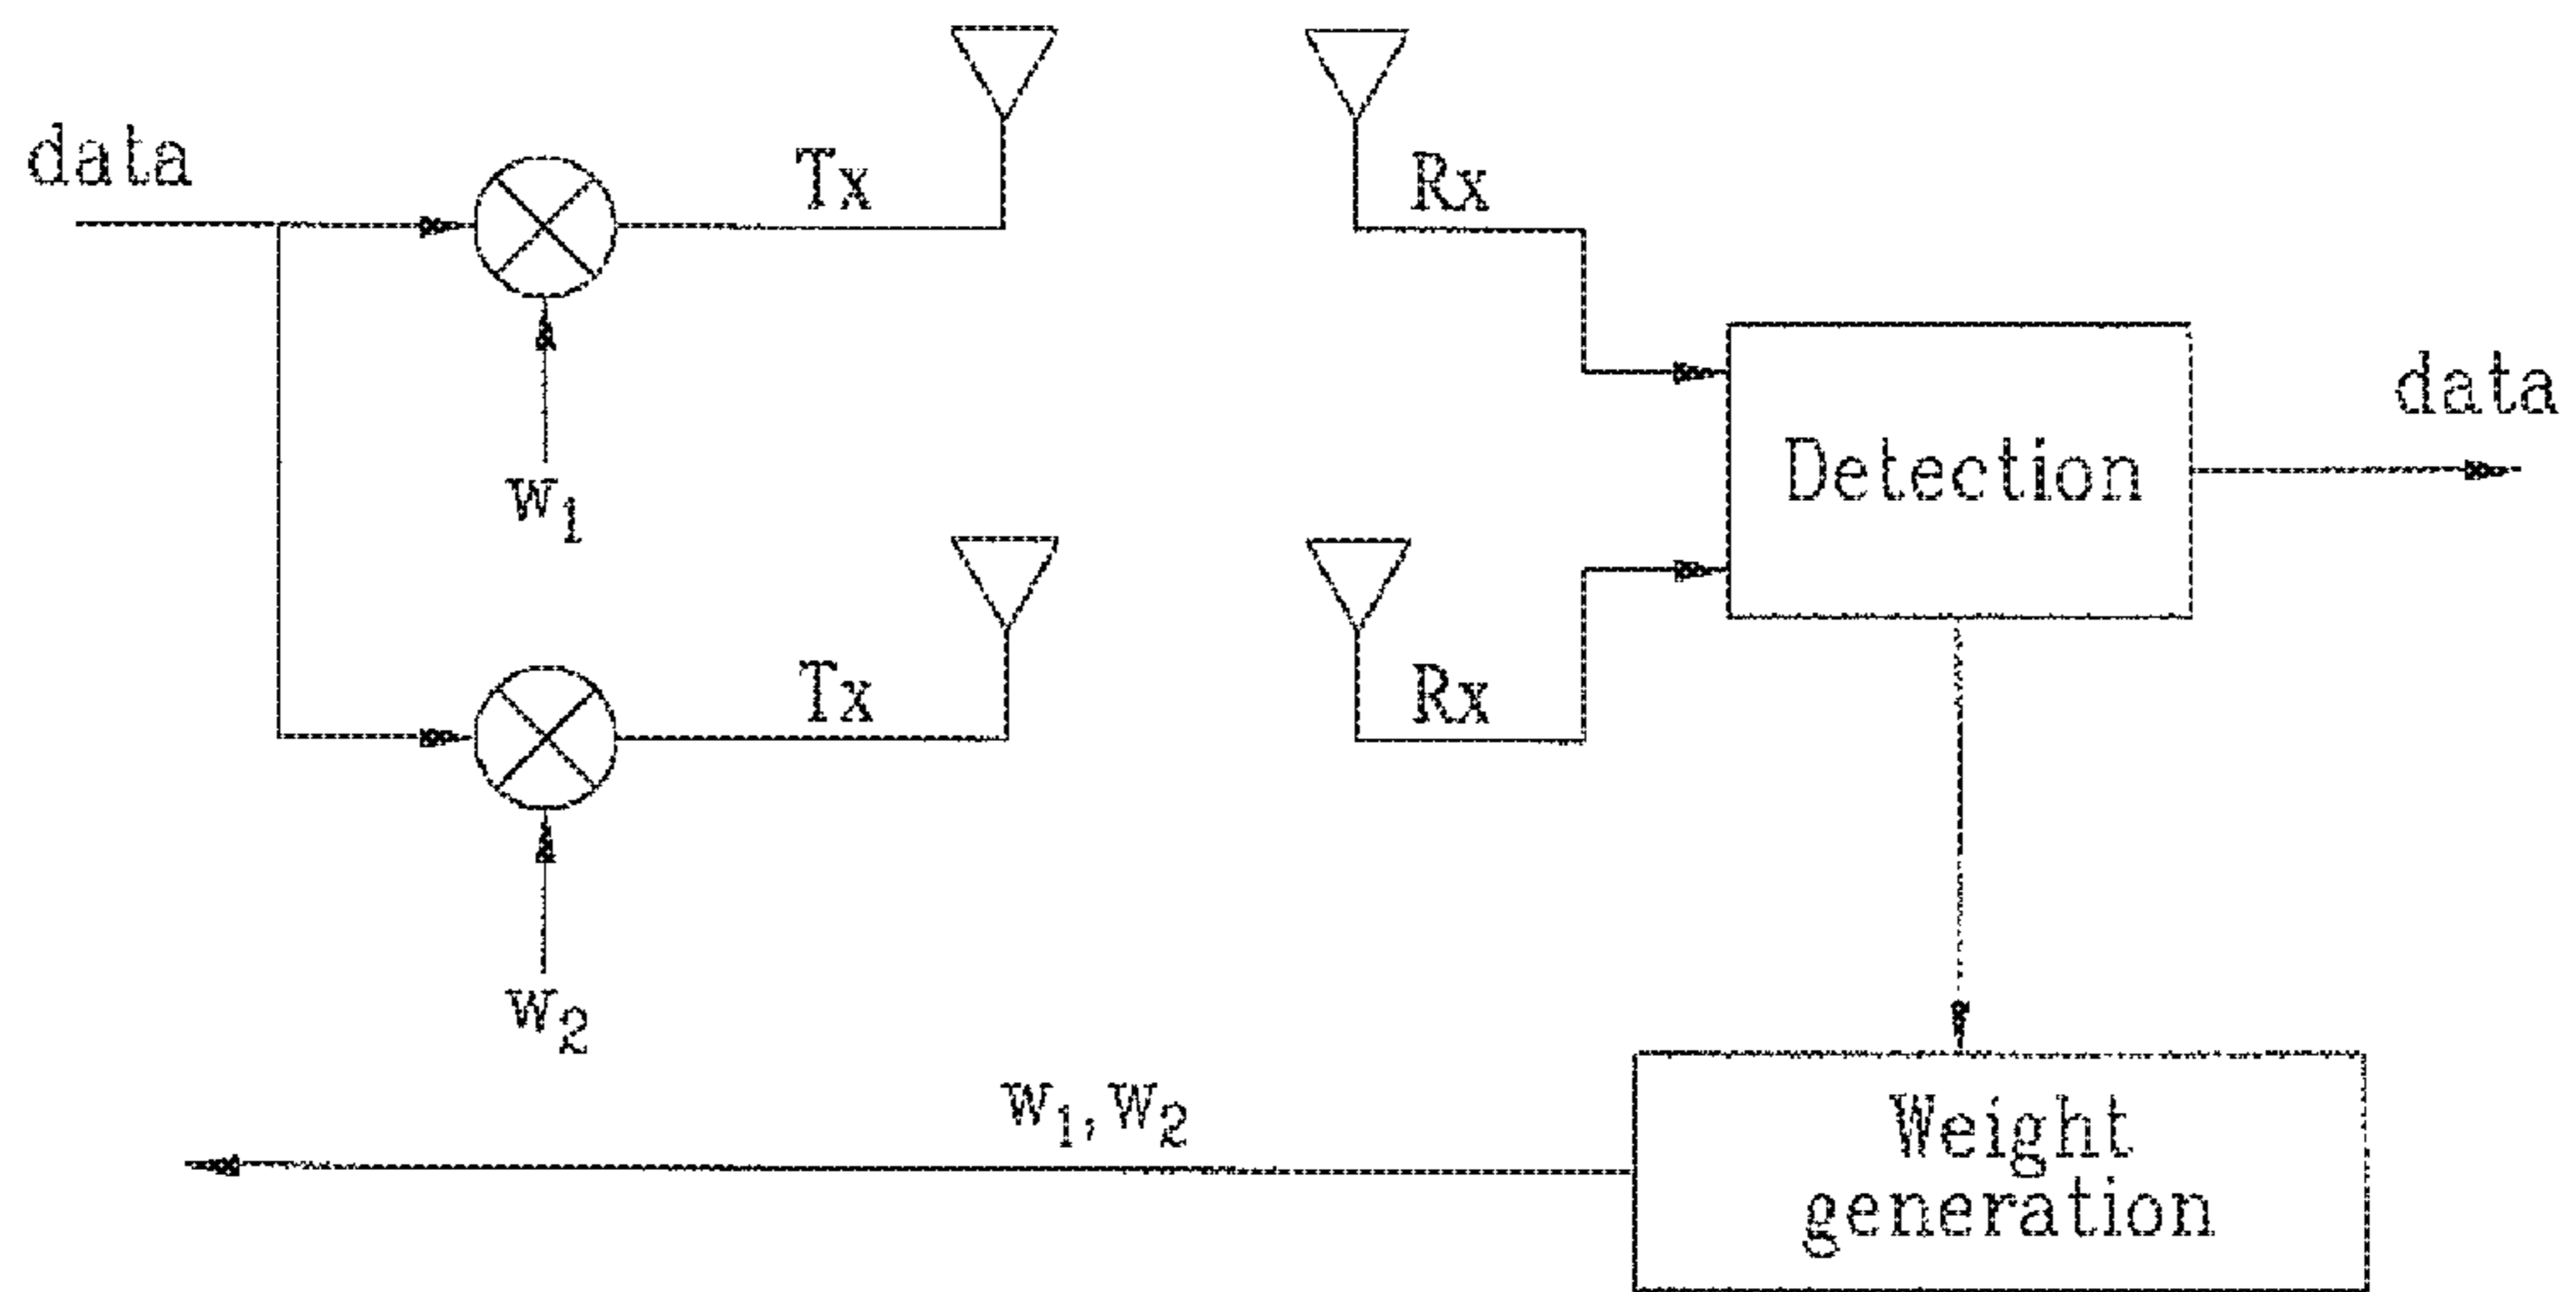 data
Tx
Rx
w₁
data
Detection
Tx
Rx
w₂
w₁, w₂
Weight
generation